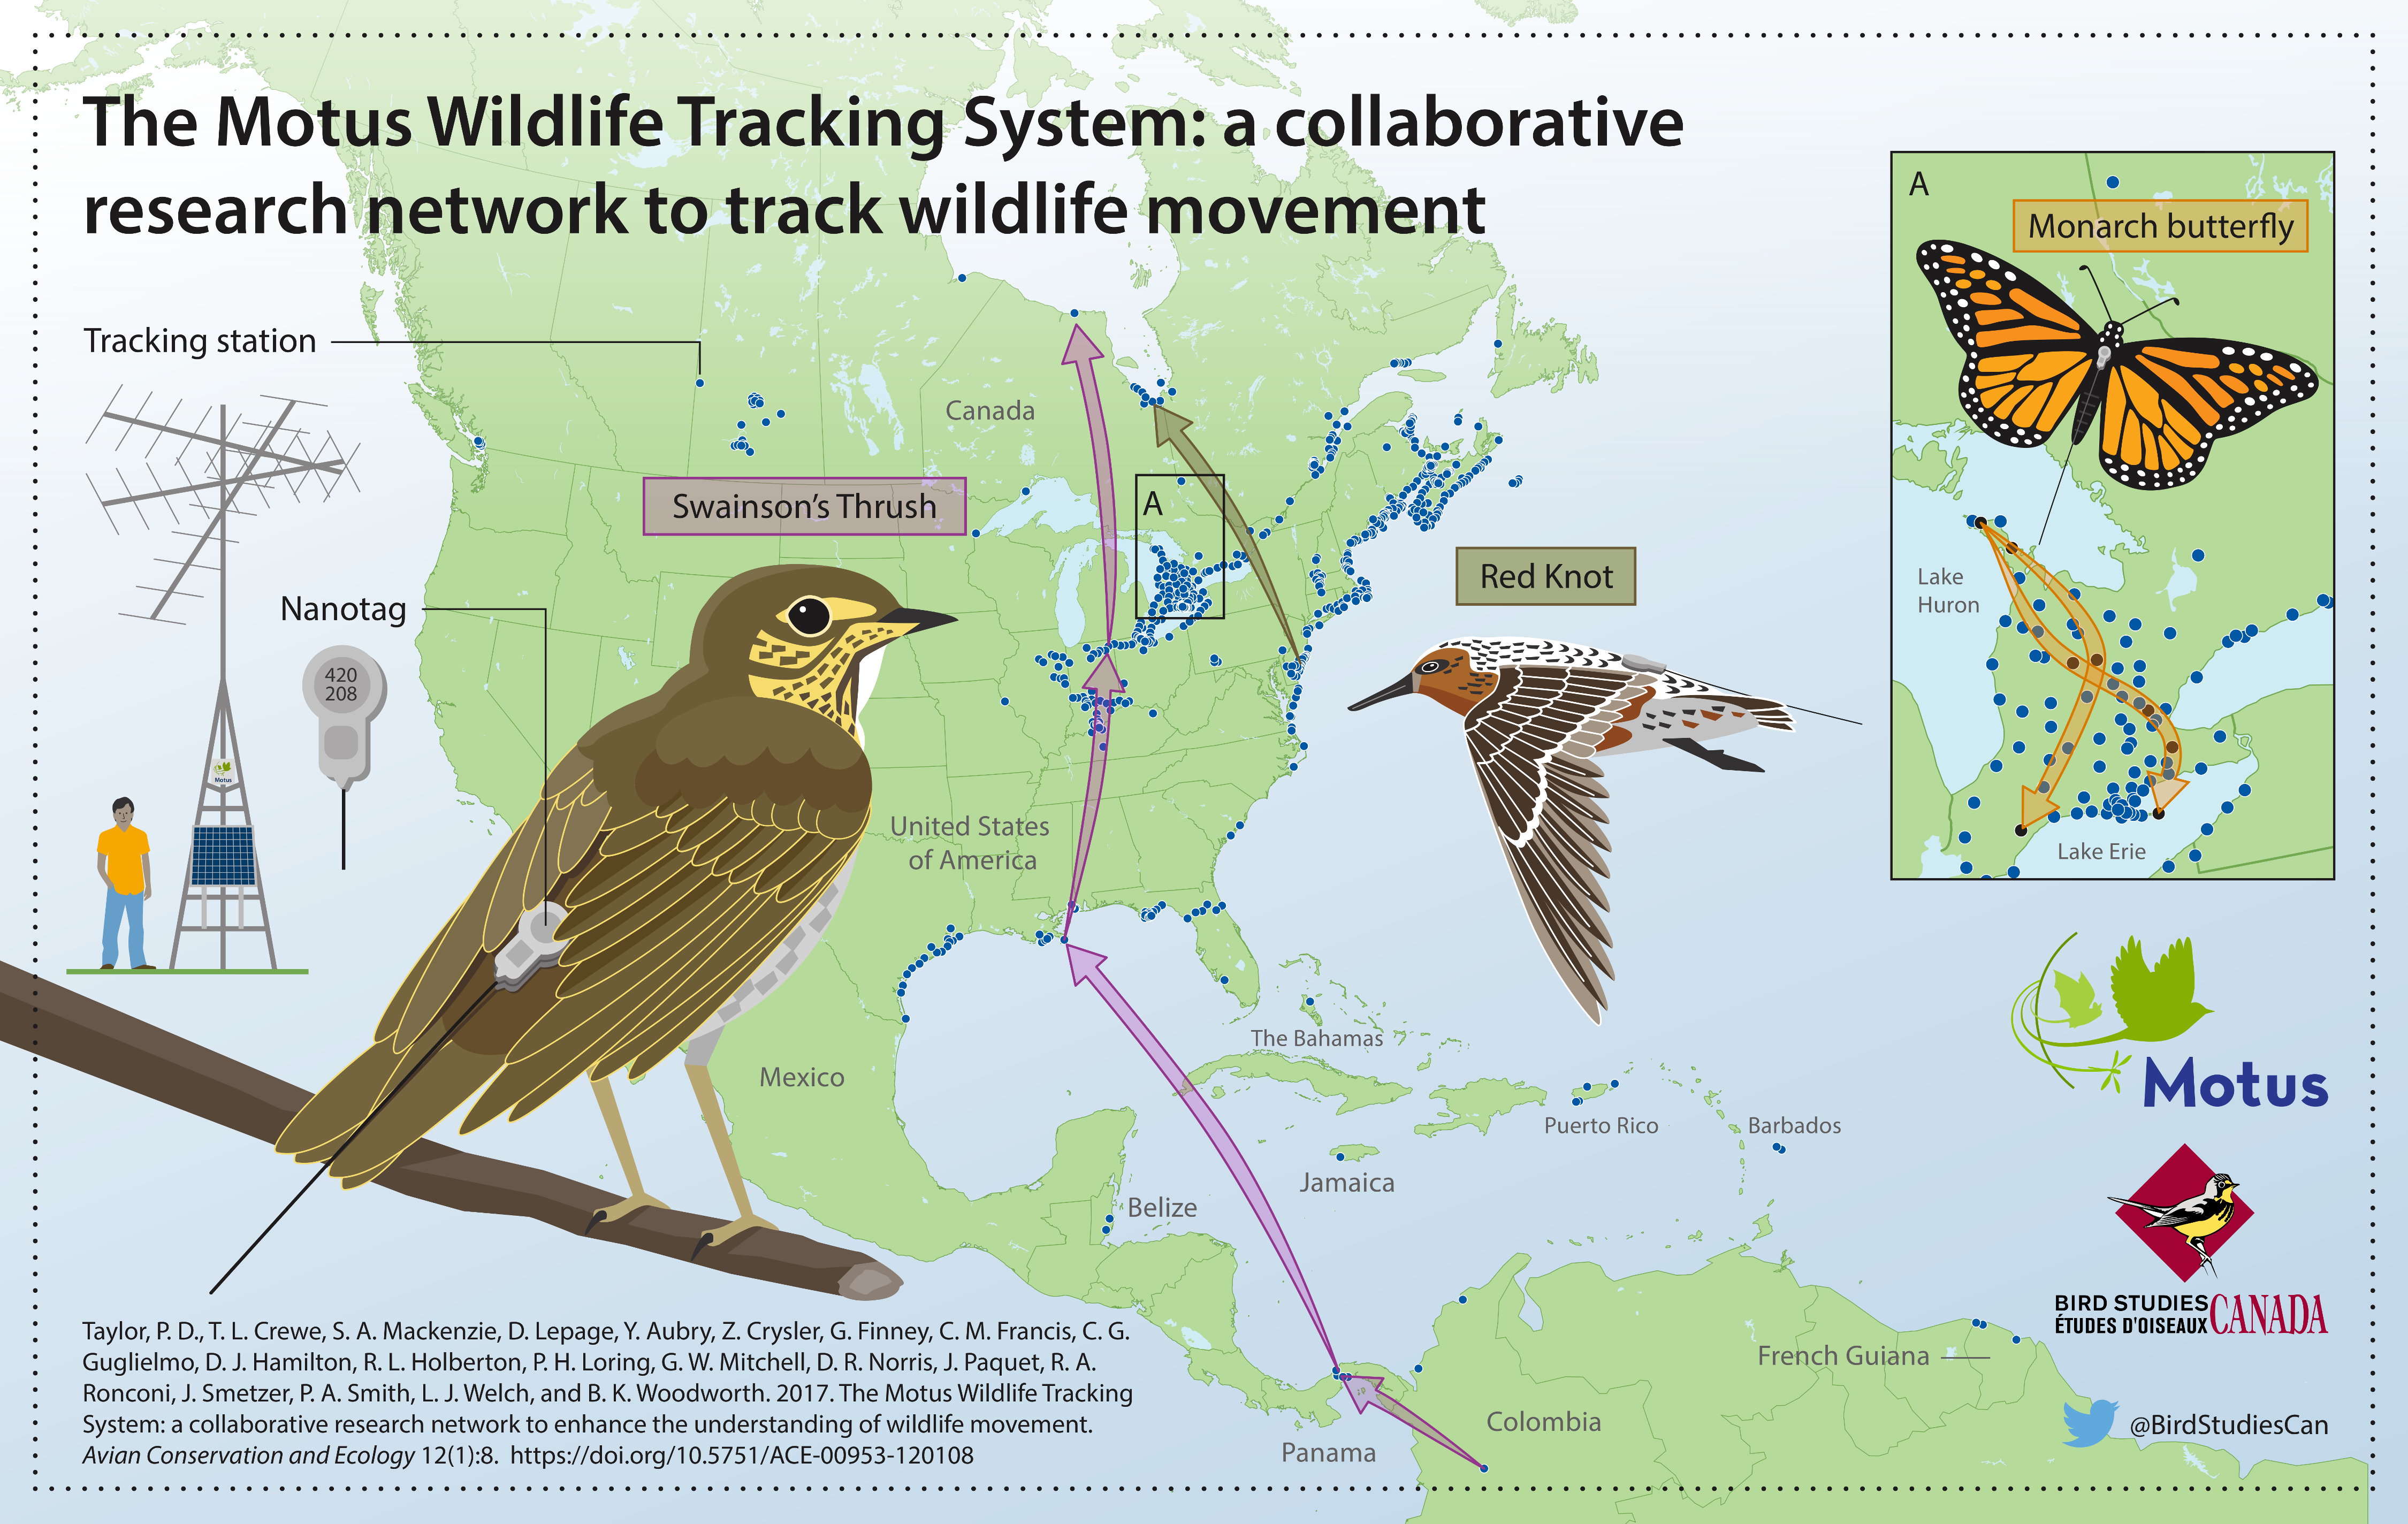 The Motus Wildlife Tracking System: a collaborative
research network to track wildlife movement
Tracking station
Nanotag
420
208
Motus
Swainson's Thrush
Canada
A
Red Knot
United States
of America
Mexico
The Bahamas
Puerto Rico
Barbados
Jamaica
Belize
Panama
Colombia
French Guiana
A
Monarch butterfly
Lake
Huron
Lake Erie
Motus
BIRD STUDIES
ÉTUDES D'OISEAUX
CANADA
@BirdStudiesCan
Taylor, P. D., T. L. Crewe, S. A. Mackenzie, D. Lepage, Y. Aubry, Z. Crysler, G. Finney, C. M. Francis, C. G.
Guglielmo, D. J. Hamilton, R. L. Holberton, P. H. Loring, G. W. Mitchell, D. R. Norris, J. Paquet, R. A.
Ronconi, J. Smetzer, P. A. Smith, L. J. Welch, and B. K. Woodworth. 2017. The Motus Wildlife Tracking
System: a collaborative research network to enhance the understanding of wildlife movement.
Avian Conservation and Ecology 12(1):8. https://doi.org/10.5751/ACE-00953-120108